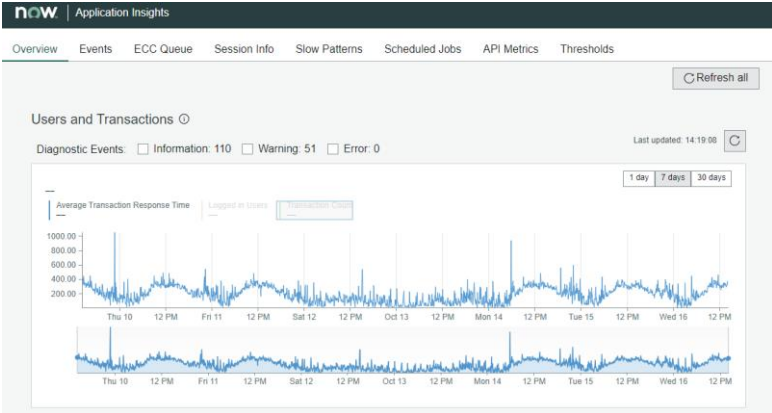 now. Application Insights
Overview Events ECC Queue Session Info Slow Patterns Scheduled Jobs API Metrics Thresholds
Refresh all
Users and Transactions
Diagnostic Events: Information: 110 Warning: 51 Error: 0
Last updated: 14:19:08
1 day 7 days 30 days
Average Transaction Response Time Logged in Users Transaction Count
1000.00
800.00
600.00
400.00
200.00
Thu 10 12 PM Fri 11 12 PM Sat 12 12 PM Oct 13 12 PM Mon 14 12 PM Tue 15 12 PM Wed 16 12 PM
Thu 10 12 PM Fri 11 12 PM Sat 12 12 PM Oct 13 12 PM Mon 14 12 PM Tue 15 12 PM Wed 16 12 PM